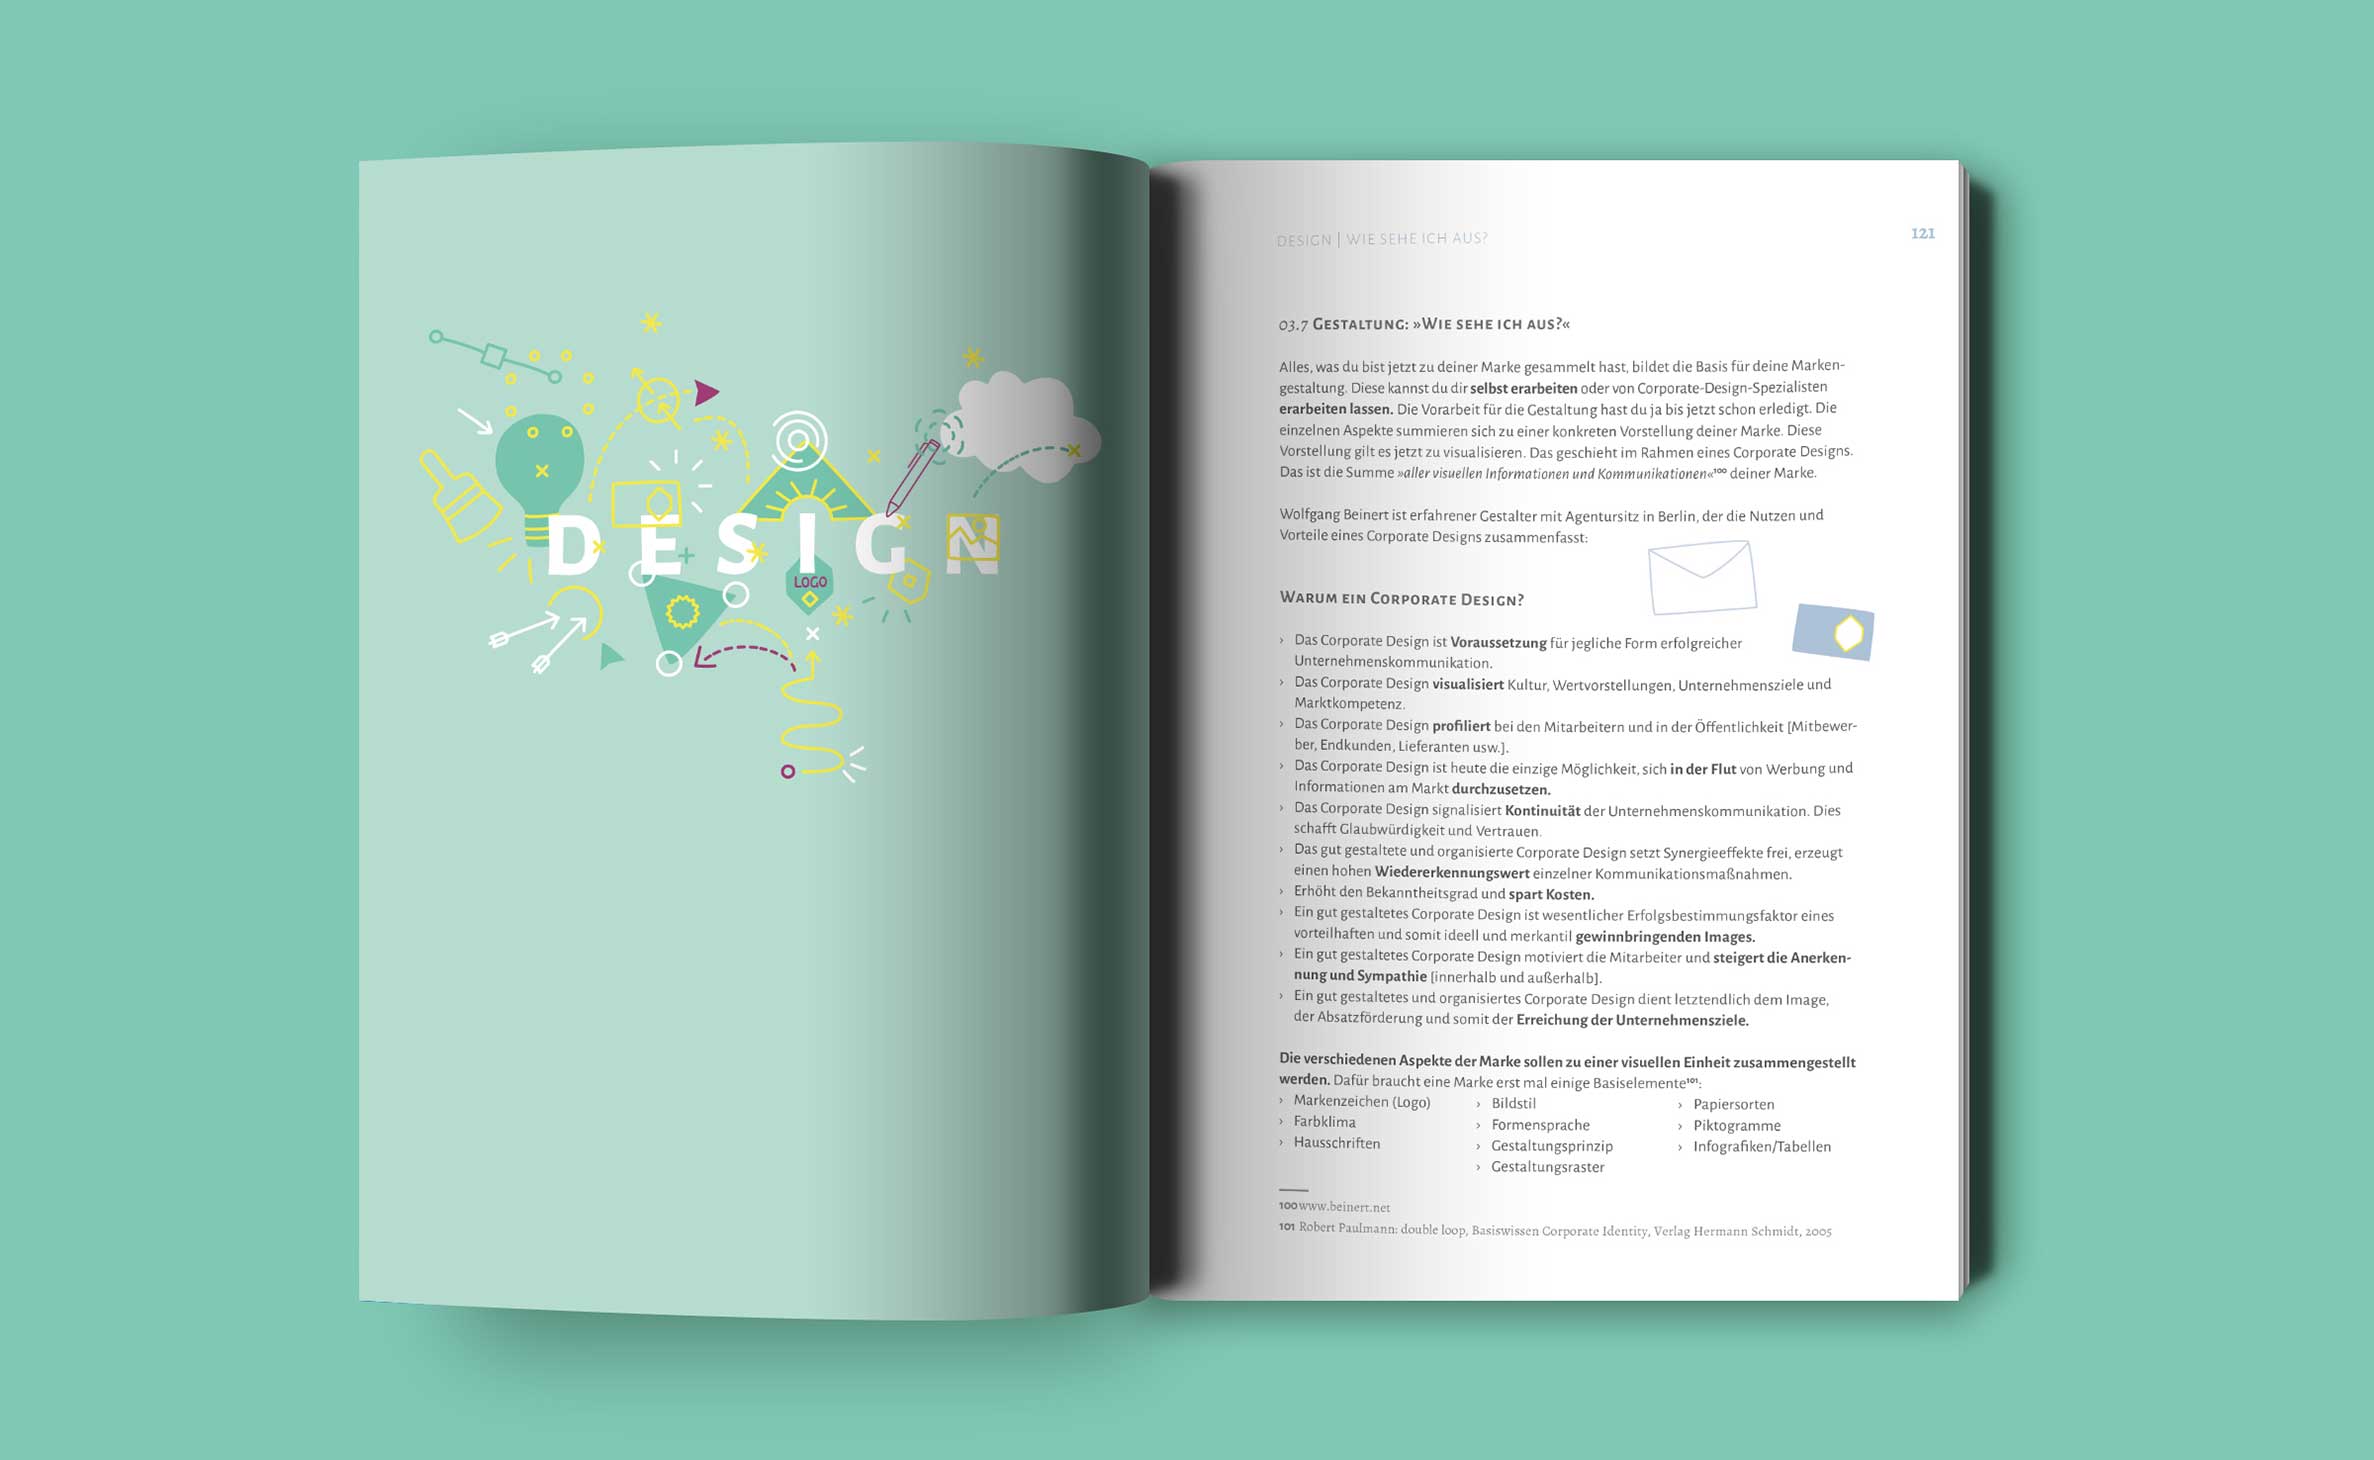 DESIGN
LOGO
DESIGN | WIE SEHE ICH AUS?
121
03.7 Gestaltung: »Wie sehe ich aus?«
Alles, was du bist jetzt zu deiner Marke gesammelt hast, bildet die Basis für deine Marken-
gestaltung. Diese kannst du dir selbst erarbeiten oder von Corporate-Design-Spezialisten
erarbeiten lassen. Die Vorarbeit für die Gestaltung hast du ja bis jetzt schon erledigt. Die
einzelnen Aspekte summieren sich zu einer konkreten Vorstellung deiner Marke. Diese
Vorstellung gilt es jetzt zu visualisieren. Das geschieht im Rahmen eines Corporate Designs.
Das ist die Summe »aller visuellen Informationen und Kommunikationen«¹⁰⁰ deiner Marke.
Wolfgang Beinert ist erfahrener Gestalter mit Agentursitz in Berlin, der die Nutzen und
Vorteile eines Corporate Designs zusammenfasst:
Warum ein Corporate Design?
› Das Corporate Design ist Voraussetzung für jegliche Form erfolgreicher
Unternehmenskommunikation.
› Das Corporate Design visualisiert Kultur, Wertvorstellungen, Unternehmensziele und
Marktkompetenz.
› Das Corporate Design profiliert bei den Mitarbeitern und in der Öffentlichkeit [Mitbewer-
ber, Endkunden, Lieferanten usw.].
› Das Corporate Design ist heute die einzige Möglichkeit, sich in der Flut von Werbung und
Informationen am Markt durchzusetzen.
› Das Corporate Design signalisiert Kontinuität der Unternehmenskommunikation. Dies
schafft Glaubwürdigkeit und Vertrauen.
› Das gut gestaltete und organisierte Corporate Design setzt Synergieeffekte frei, erzeugt
einen hohen Wiedererkennungswert einzelner Kommunikationsmaßnahmen.
› Erhöht den Bekanntheitsgrad und spart Kosten.
› Ein gut gestaltetes Corporate Design ist wesentlicher Erfolgsbestimmungsfaktor eines
vorteilhaften und somit ideell und merkantil gewinnbringenden Images.
› Ein gut gestaltetes Corporate Design motiviert die Mitarbeiter und steigert die Anerken-
nung und Sympathie [innerhalb und außerhalb].
› Ein gut gestaltetes und organisiertes Corporate Design dient letztendlich dem Image,
der Absatzförderung und somit der Erreichung der Unternehmensziele.
Die verschiedenen Aspekte der Marke sollen zu einer visuellen Einheit zusammengestellt
werden. Dafür braucht eine Marke erst mal einige Basiselemente¹⁰¹:
› Markenzeichen (Logo)
› Farbklima
› Hausschriften
› Bildstil
› Formensprache
› Gestaltungsprinzip
› Gestaltungsraster
› Papiersorten
› Piktogramme
› Infografiken/Tabellen
100 www.beinert.net
101 Robert Paulmann: double loop, Basiswissen Corporate Identity, Verlag Hermann Schmidt, 2005